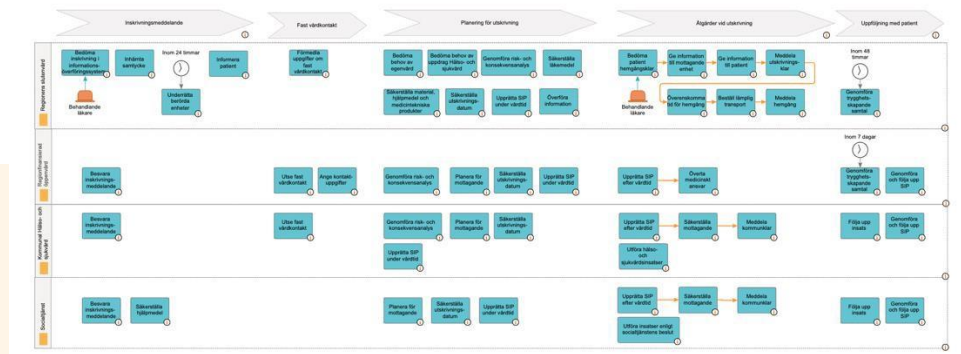 Inskrivningsmeddelande
Fast vårdkontakt
Planering för utskrivning
Åtgärder vid utskrivning
Uppföljning med patient
Regionens slutenvård
Bedöma
inskrivning i
informations-
överföringssystem
Inhämta
samtycke
Inom 24 timmar
Informera
patient
Behandlande
läkare
Underrätta
berörda
enheter
Förmedla
uppgifter om
fast
vårdkontakt
Bedöma
behov av
egenvård
Bedöma behov av
uppdrag Hälso- och
sjukvård
Genomföra risk- och
konsekvensanalys
Säkerställa
läkemedel
Säkerställa material,
hjälpmedel och
medicintekniska
produkter
Säkerställa
utskrivnings-
datum
Upprätta SIP
under vårdtid
Överföra
information
Bedöma
patient
hemgångsklar
Ge information
till mottagande
enhet
Ge information
till patient
Meddela
utskrivnings-
klar
Behandlande
läkare
Överenskomma
tid för hemgång
Beställ lämplig
transport
Meddela
hemgång
Inom 48
timmar
Genomföra
trygghets-
skapande
samtal
Regionfinansierad
öppenvård
Besvara
inskrivnings-
meddelande
Utse fast
vårdkontakt
Ange kontakt-
uppgifter
Genomföra risk- och
konsekvensanalys
Planera för
mottagande
Säkerställa
utskrivnings-
datum
Upprätta SIP
under vårdtid
Upprätta SIP
efter vårdtid
Överta
medicinskt
ansvar
Inom 7 dagar
Genomföra
trygghets-
skapande
samtal
Genomföra
och följa upp
SIP
Kommunal Hälso- och
sjukvård
Besvara
inskrivnings-
meddelande
Utse fast
vårdkontakt
Genomföra risk- och
konsekvensanalys
Planera för
mottagande
Säkerställa
utskrivnings-
datum
Upprätta SIP
under vårdtid
Upprätta SIP
efter vårdtid
Säkerställa
mottagande
Meddela
kommunklar
Utföra hälso-
och
sjukvårdsinsatser
Följa upp
insats
Genomföra
och följa upp
SIP
Socialtjänst
Besvara
inskrivnings-
meddelande
Säkerställa
hjälpmedel
Planera för
mottagande
Säkerställa
utskrivnings-
datum
Upprätta SIP
under vårdtid
Upprätta SIP
efter vårdtid
Säkerställa
mottagande
Meddela
kommunklar
Utföra insatser enligt
socialtjänstens beslut
Följa upp
insats
Genomföra
och följa upp
SIP